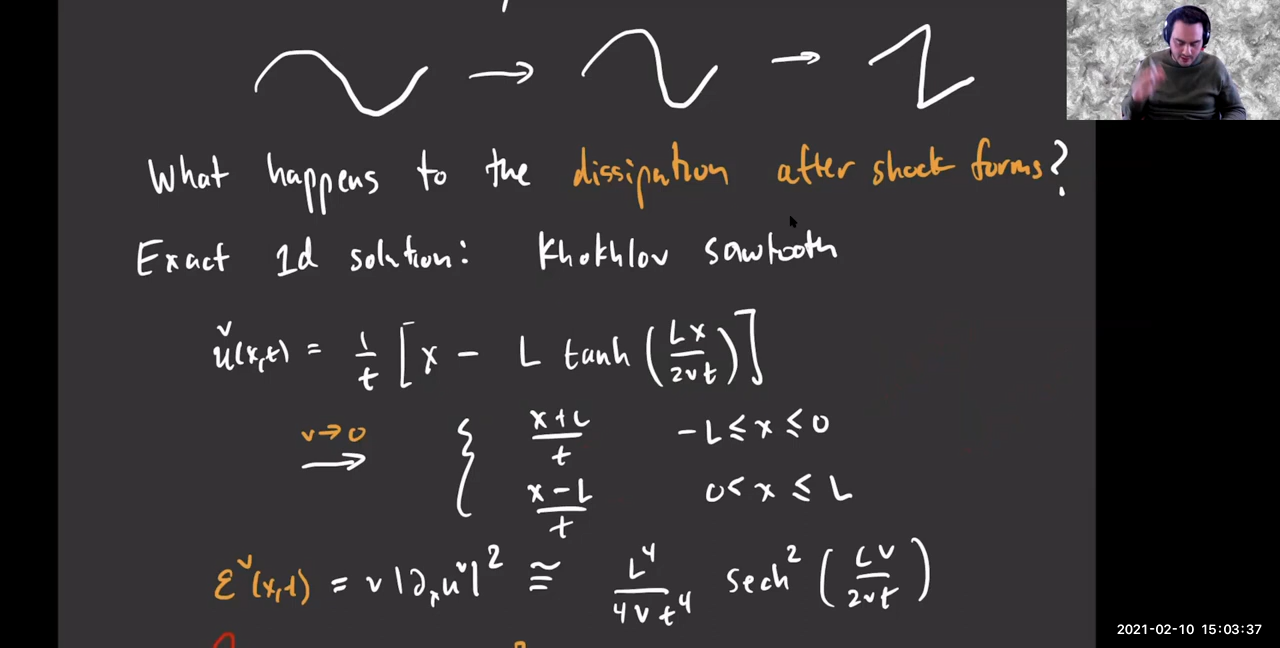 What happens to the dissipation after shock forms?
Exact 1d solution: Khokhlov sawtooth
u^ν(x,t) = 1/t [x − L tanh(Lx/2νt)]
ν→0 ⟶ { (x+L)/t −L ≤ x ≤ 0
(x−L)/t 0 < x ≤ L
ε^ν(x,t) = ν|∂ₓu^ν|² ≅ L⁴/4νt⁴ sech²(Lν/2νt)
2021-02-10 15:03:37